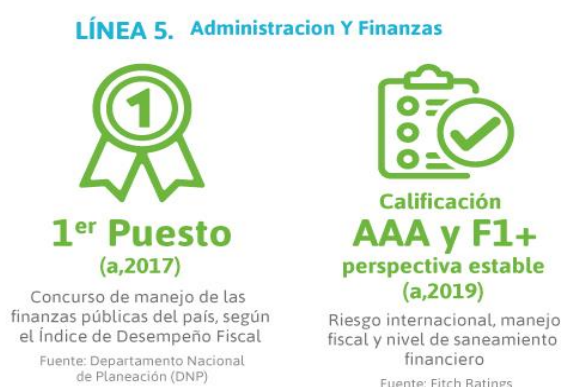 LÍNEA 5. Administracion Y Finanzas
1
1er Puesto
(a,2017)
Concurso de manejo de las
finanzas públicas del país, según
el Índice de Desempeño Fiscal
Fuente: Departamento Nacional
de Planeación (DNP)
Calificación
AAA y F1+
perspectiva estable
(a,2019)
Riesgo internacional, manejo
fiscal y nivel de saneamiento
financiero
Fuente: Fitch Ratings